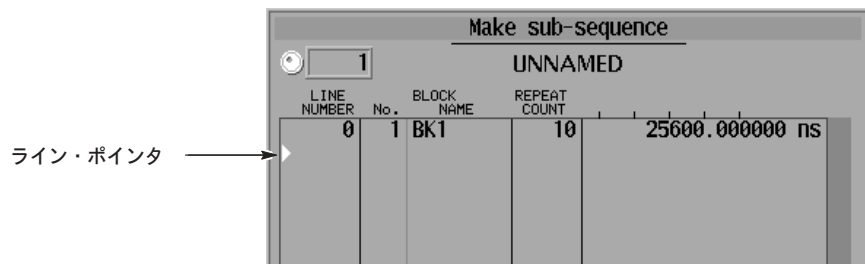 Make sub-sequence
1 UNNAMED
LINE NUMBER No. BLOCK NAME REPEAT COUNT
0 1 BK1 10 25600.000000 ns
ライン・ポインタ